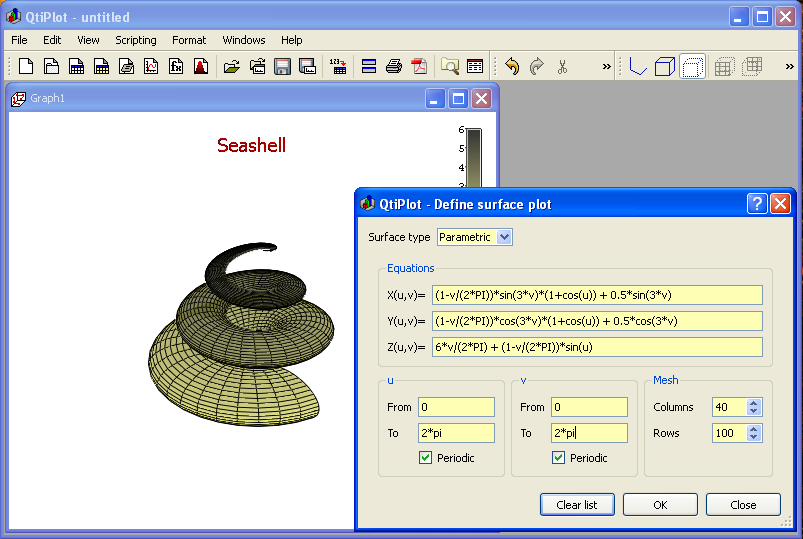 QtiPlot - untitled
File Edit View Scripting Format Windows Help
123
fx
»
»
Graph1
Seashell
6
5
4
3
QtiPlot - Define surface plot
Surface type Parametric
Equations
X(u,v)= (1-v/(2*PI))*sin(3*v)*(1+cos(u)) + 0.5*sin(3*v)
Y(u,v)= (1-v/(2*PI))*cos(3*v)*(1+cos(u)) + 0.5*cos(3*v)
Z(u,v)= 6*v/(2*PI) + (1-v/(2*PI))*sin(u)
u v Mesh
From 0 From 0 Columns 40
To 2*pi To 2*pi Rows 100
Periodic Periodic
Clear list OK Close